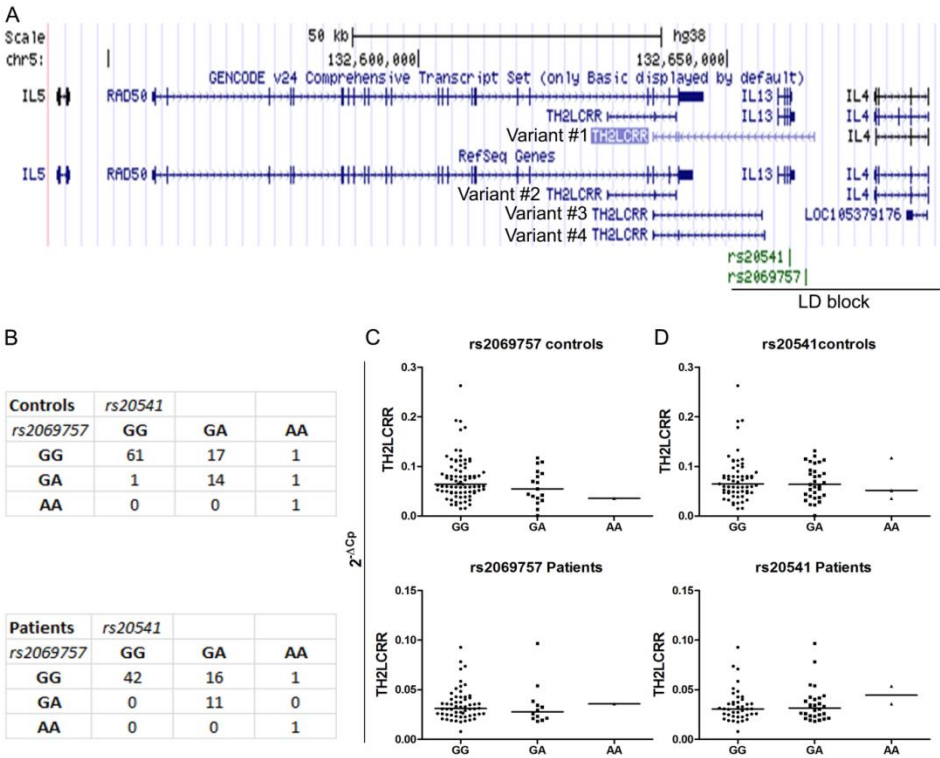 A
Scale 50 kb hg38
chr5: 132,600,000 132,650,000
GENCODE v24 Comprehensive Transcript Set (only Basic displayed by default)
IL5 RAD50 IL13 IL4
TH2LCRR IL13 IL4
Variant #1 TH2LCRR IL4
RefSeq Genes
IL5 RAD50 IL13 IL4
Variant #2 TH2LCRR IL4
Variant #3 TH2LCRR LOC105379176
Variant #4 TH2LCRR
rs20541
rs2069757
LD block
B
Controls rs20541
rs2069757 GG GA AA
GG 61 17 1
GA 1 14 1
AA 0 0 1
Patients rs20541
rs2069757 GG GA AA
GG 42 16 1
GA 0 11 0
AA 0 0 1
2^-ΔCp
C
rs2069757 controls
TH2LCRR
0.3
0.2
0.1
0.0
GG GA AA
rs2069757 Patients
TH2LCRR
0.15
0.10
0.05
0.00
GG GA AA
D
rs20541controls
TH2LCRR
0.3
0.2
0.1
0.0
GG GA AA
rs20541 Patients
TH2LCRR
0.15
0.10
0.05
0.00
GG GA AA